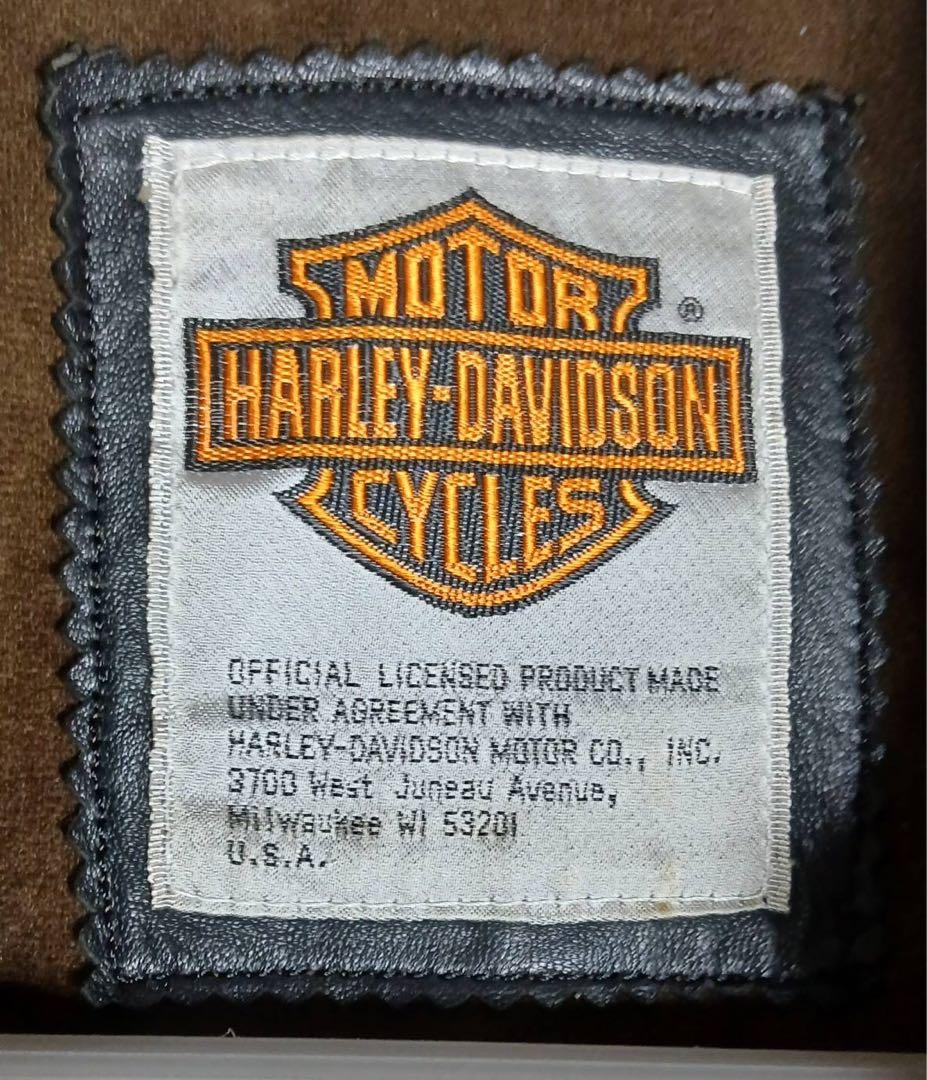 MOTOR
®
HARLEY-DAVIDSON
CYCLES
OFFICIAL LICENSED PRODUCT MADE
UNDER AGREEMENT WITH
HARLEY-DAVIDSON MOTOR CO., INC.
3700 West Juneau Avenue,
Milwaukee WI 53201
U.S.A.